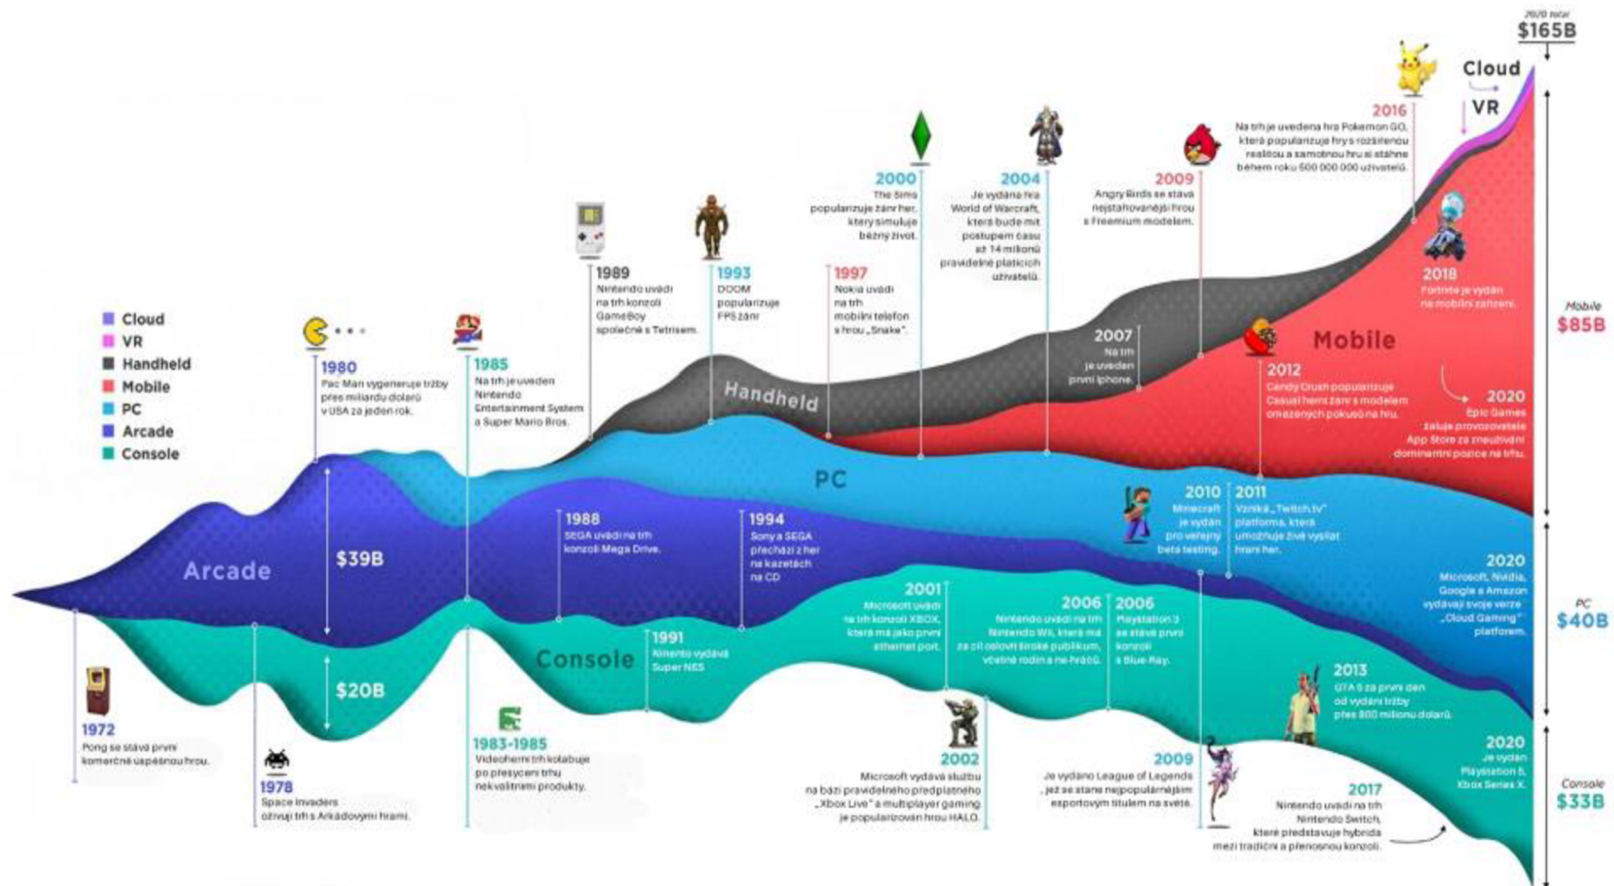 2020 total
$165B
Cloud
VR
2016
Na trh je uvedena hra Pokemon GO,
která popularizuje hry s rozšířenou
realitou a samotnou hru si stáhne
během roku 600 000 000 uživatelů.
2000
The Sims
popularizuje žánr her,
který simuluje
běžný život.
2004
Je vydána hra
World of Warcraft,
která bude mít
postupem času
až 14 milionů
pravidelně platících
uživatelů.
2009
Angry Birds se stává
nejstahovanější hrou
s Freemium modelem.
1989
Nintendo uvádí
na trh konzoli
GameBoy
společně s Tetrisem.
1993
DOOM
popularizuje
FPS žánr
1997
Nokia uvádí
na trh
mobilní telefon
s hrou „Snake“.
2018
Fortnite je vydán
na mobilní zařízení.
Cloud
VR
Handheld
Mobile
PC
Arcade
Console
1980
Pac Man vygeneruje tržby
přes miliardu dolarů
v USA za jeden rok.
1985
Na trh je uveden
Nintendo
Entertainment System
a Super Mario Bros.
Handheld
2007
Na trh
je uveden
první Iphone.
Mobile
2012
Candy Crush popularizuje
Casual herní žánr s modelem
omezených pokusů na hru.
2020
Epic Games
žaluje provozovatele
App Store za zneužívání
dominantní pozice na trhu.
Mobile
$85B
PC
2010
Minecraft
je vydán
pro veřejný
beta testing.
2011
Vzniká „Twitch.tv“
platforma, která
umožňuje živě vysílat
hraní her.
1988
SEGA uvádí na trh
konzoli Mega Drive.
1994
Sony a SEGA
přechází z her
na kazetách
na CD
Arcade
$39B
2020
Microsoft, Nvidia,
Google a Amazon
vydávají svoje verze
„Cloud Gaming“
platforem.
PC
$40B
2001
Microsoft uvádí
na trh konzoli XBOX,
která má jako první
ethernet port.
2006
Nintendo uvádí na trh
Nintendo Wii, která má
za cíl oslovit široké publikum,
včetně rodin a ne-hráčů.
2006
Playstation 3
se stává první
konzolí
s Blue-Ray.
1991
Nintento vydává
Super NES
Console
$20B
2013
GTA 5 za první den
od vydání tržby
přes 800 milionu dolarů.
1972
Pong se stává první
komerčně úspěšnou hrou.
1978
Space Invaders
oživují trh s Arkádovými hrami.
1983-1985
Videoherní trh kolabuje
po přesycení trhu
nekvalitními produkty.
2002
Microsoft vydává službu
na bázi pravidelného předplatného
„Xbox Live“ a multiplayer gaming
je popularizován hrou HALO.
2009
Je vydáno League of Legends
, jež se stane nejpopulárnějším
esportovým titulem na světě.
2017
Nintendo uvádí na trh
Nintendo Switch,
které představuje hybrida
mezi tradiční a přenosnou konzolí.
2020
Je vydán
Playstation 5,
Xbox Series X.
Console
$33B